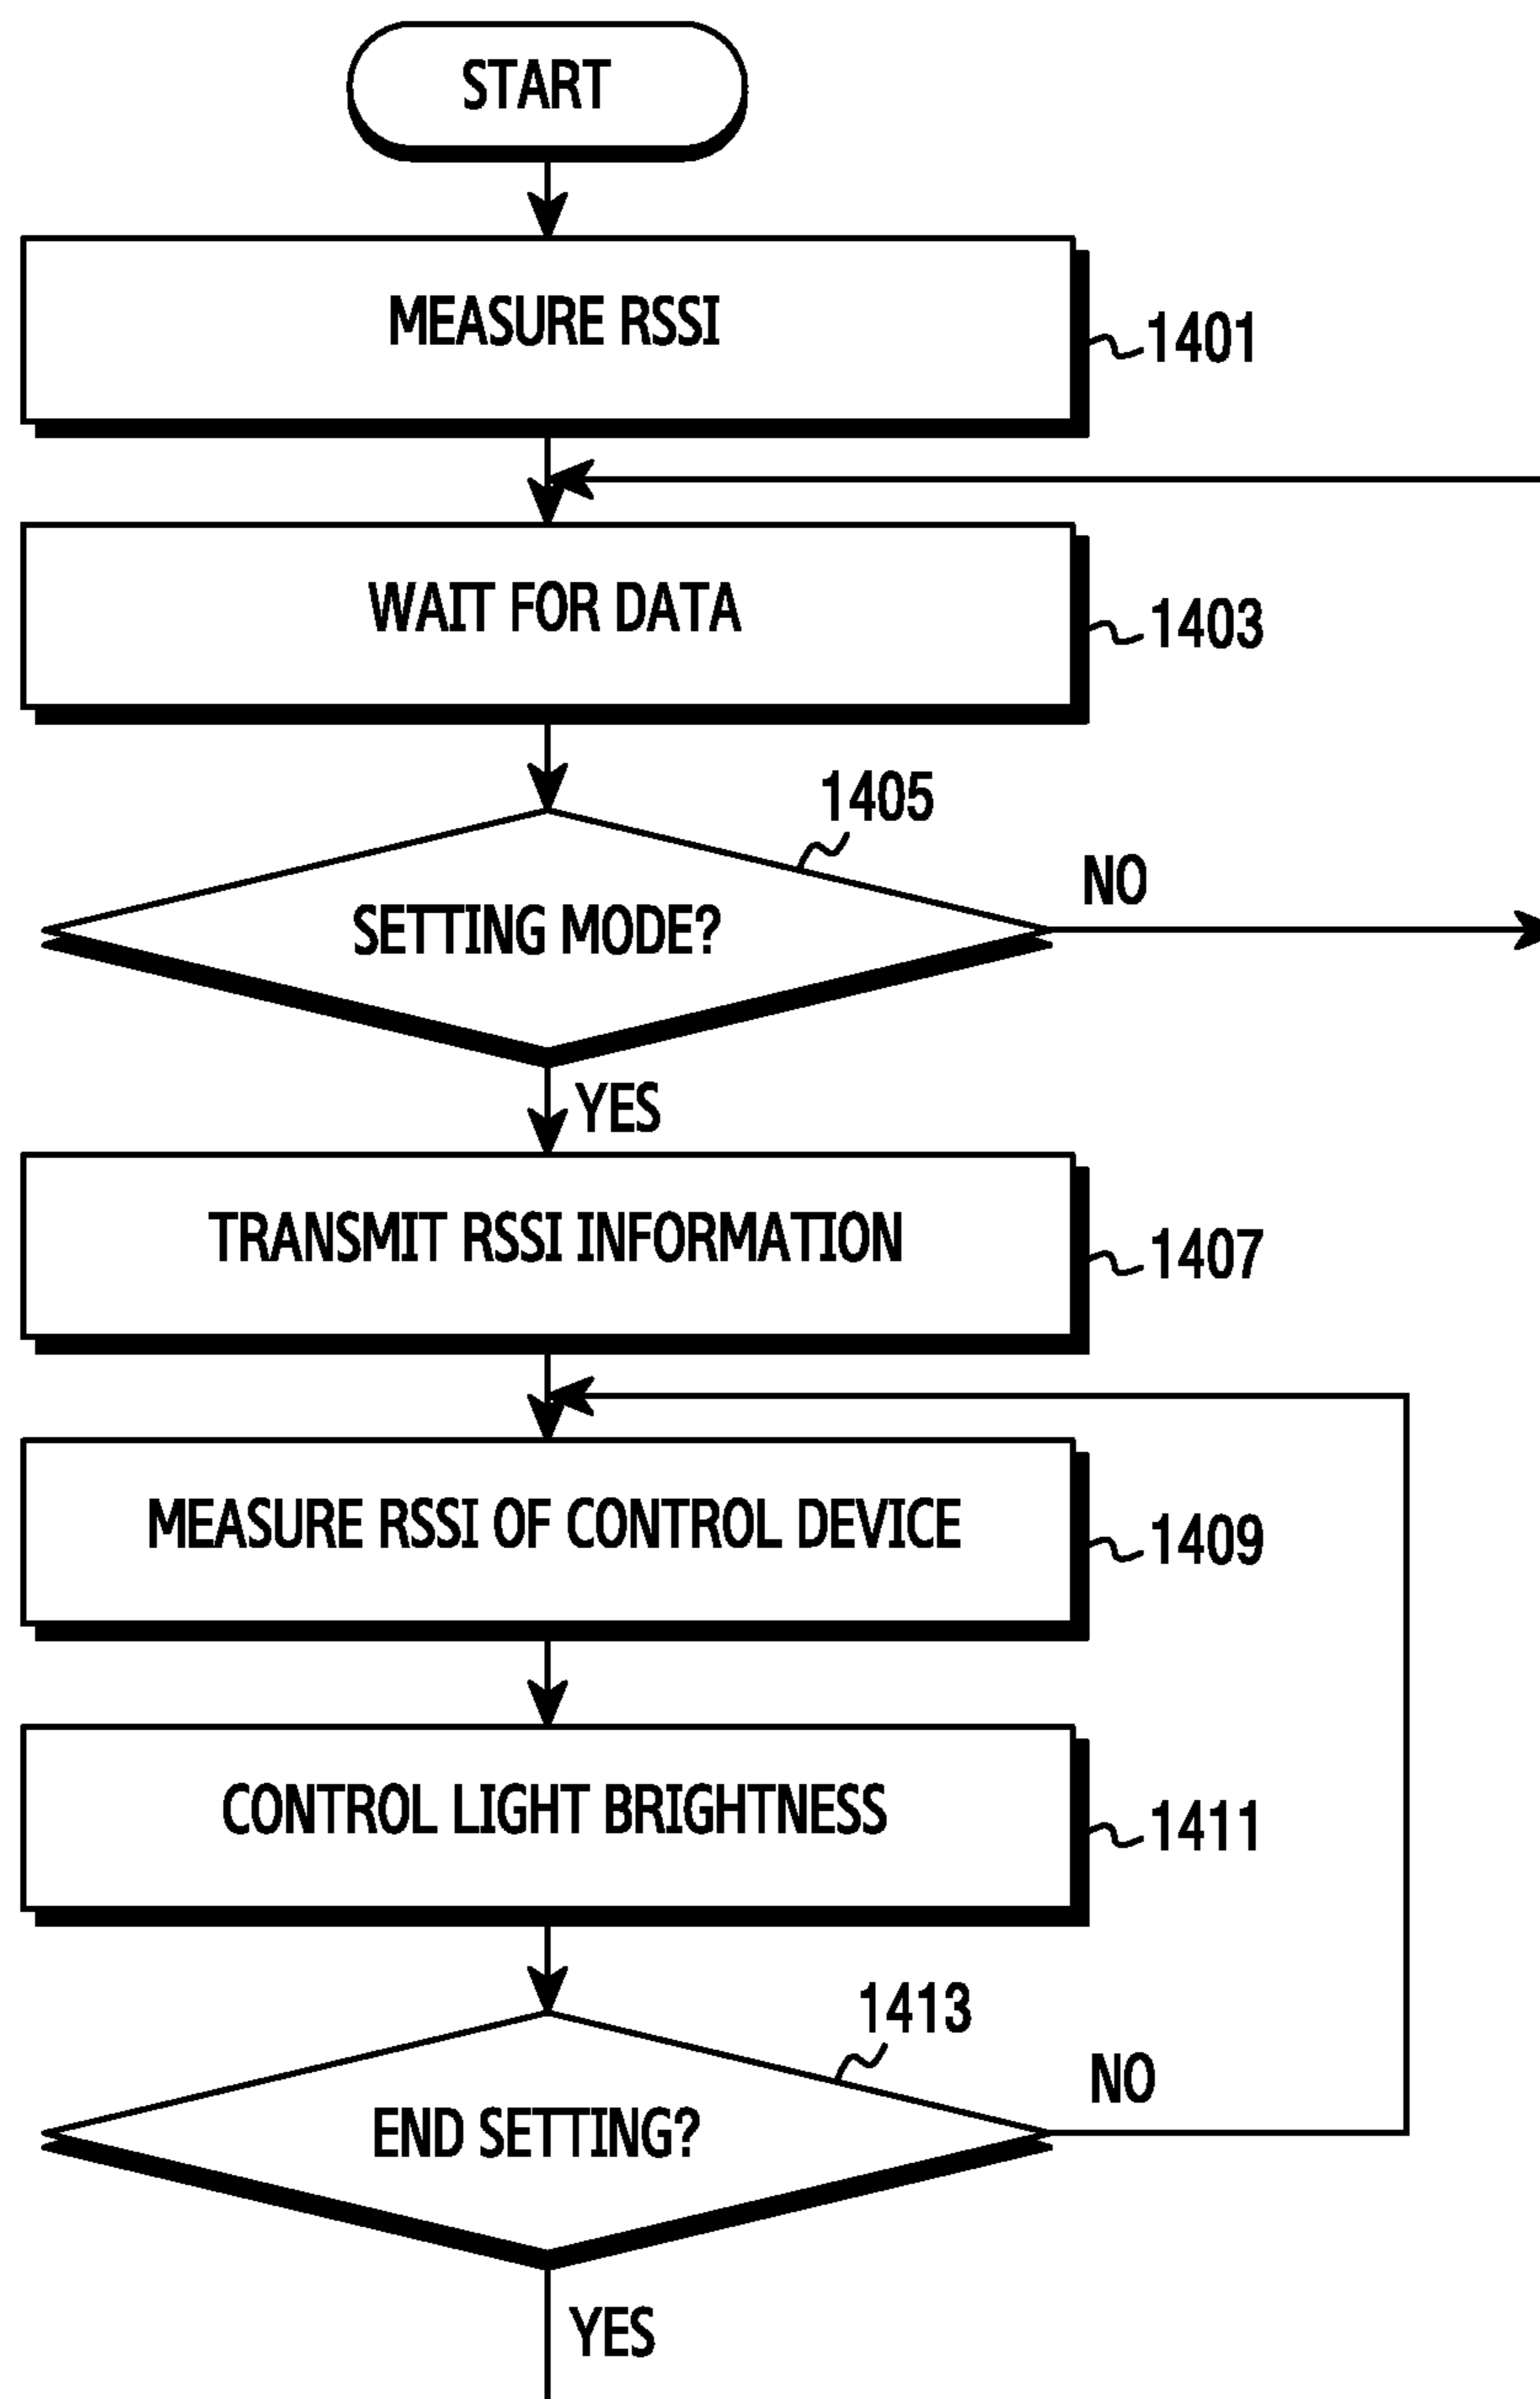 START
MEASURE RSSI
1401
WAIT FOR DATA
1403
1405
SETTING MODE?
NO
YES
TRANSMIT RSSI INFORMATION
1407
MEASURE RSSI OF CONTROL DEVICE
1409
CONTROL LIGHT BRIGHTNESS
1411
1413
END SETTING?
NO
YES